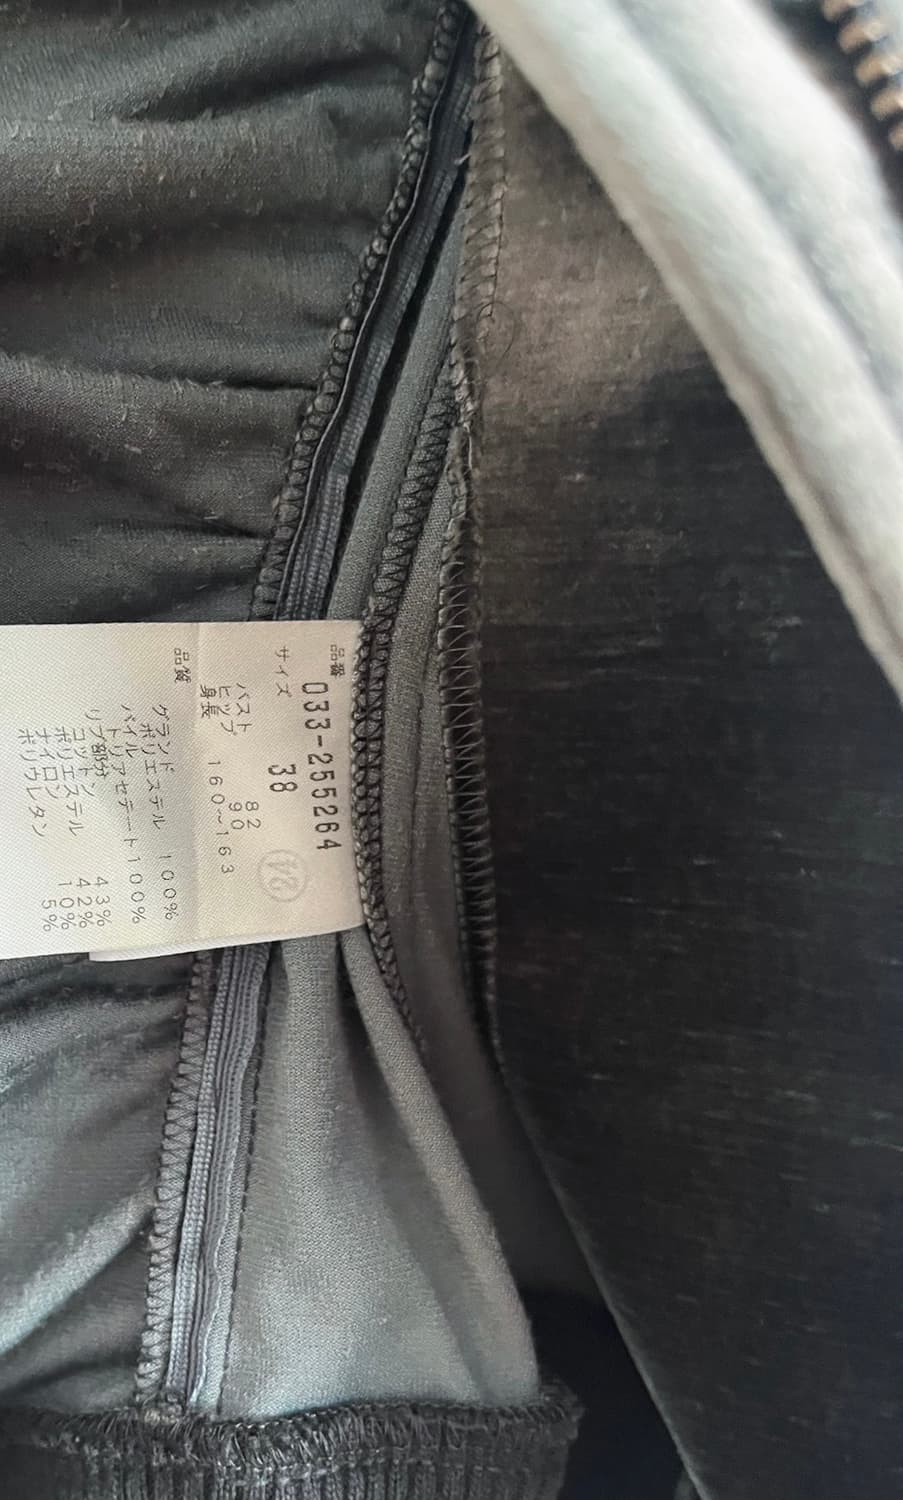 品番 033-255264
サイズ 38
バスト 82
ヒップ 90
身長 160~163
品質
グランド
ポリエステル 100%
パイル
トリアセテート100%
リブ部分
コットン 43%
ポリエステル 42%
ナイロン 10%
ポリウレタン 5%